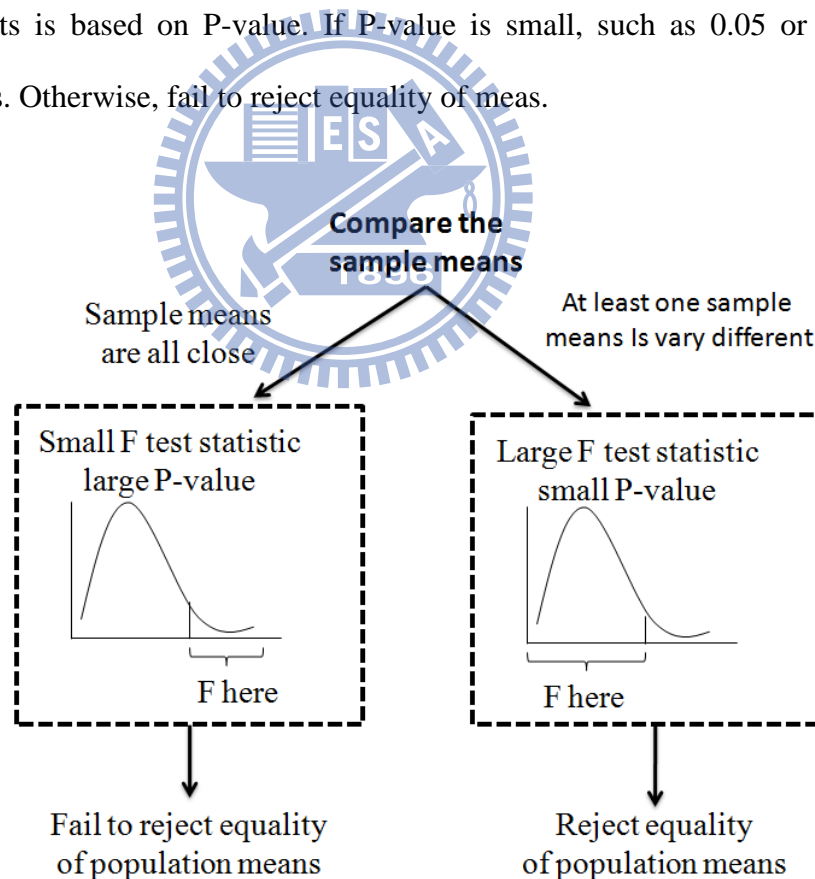 ts is based on P-value. If P-value is small, such as 0.05 or
s. Otherwise, fail to reject equality of meas.
E S A
Compare the
sample means
1896
Sample means
are all close
At least one sample
means Is vary different
Small F test statistic
large P-value
Large F test statistic
small P-value
F here
F here
Fail to reject equality
of population means
Reject equality
of population means